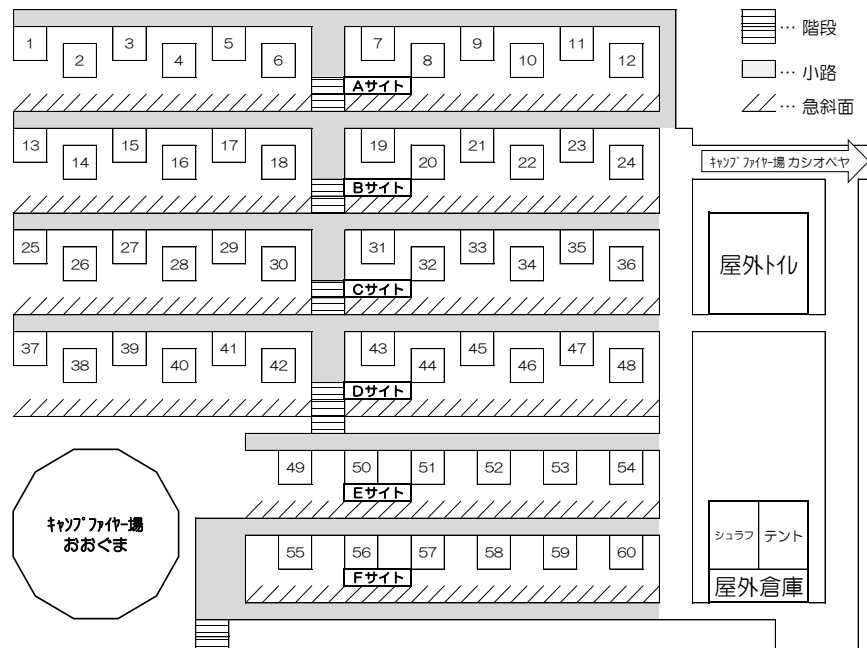 1 3 5 7 9 11
2 4 6 8 10 12
Aサイト
13 15 17 19 21 23
14 16 18 20 22 24
Bサイト
25 27 29 31 33 35
26 28 30 32 34 36
Cサイト
37 39 41 43 45 47
38 40 42 44 46 48
Dサイト
49 50 51 52 53 54
Eサイト
55 56 57 58 59 60
Fサイト
キャンプファイヤー場
おおぐま
… 階段
… 小路
… 急斜面
キャンプファイヤー場 カシオペヤ
屋外トイレ
シュラフ テント
屋外倉庫